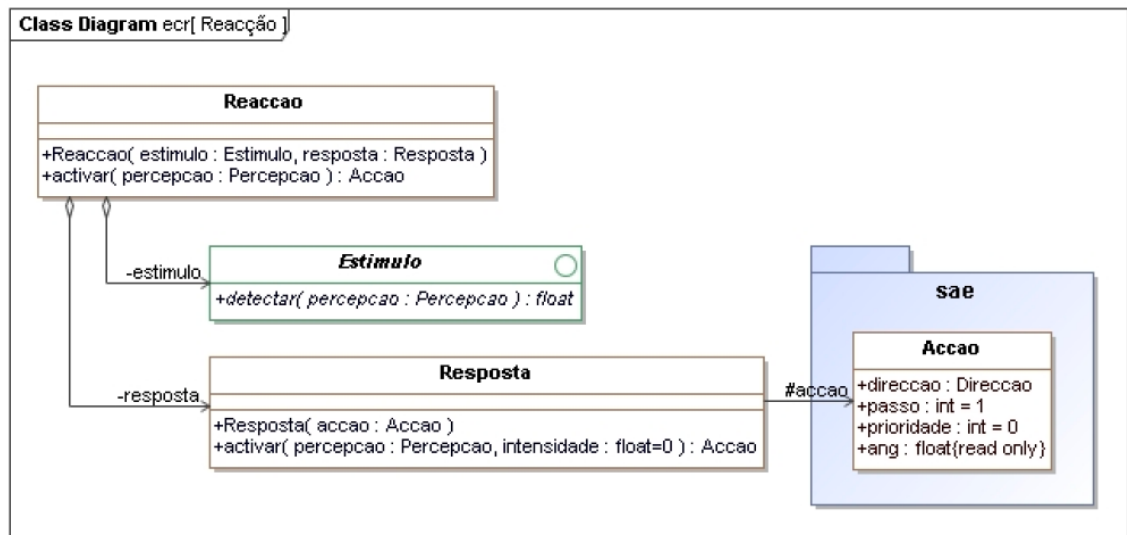 Class Diagram ecr[ Reacção ]
Reaccao
+Reaccao( estimulo : Estimulo, resposta : Resposta )
+activar( percepcao : Percepcao ) : Accao
-estimulo
Estimulo
+detectar( percepcao : Percepcao ) : float
-resposta
Resposta
+Resposta( accao : Accao )
+activar( percepcao : Percepcao, intensidade : float=0 ) : Accao
#accao
sae
Accao
+direccao : Direccao
+passo : int = 1
+prioridade : int = 0
+ang : float{read only}